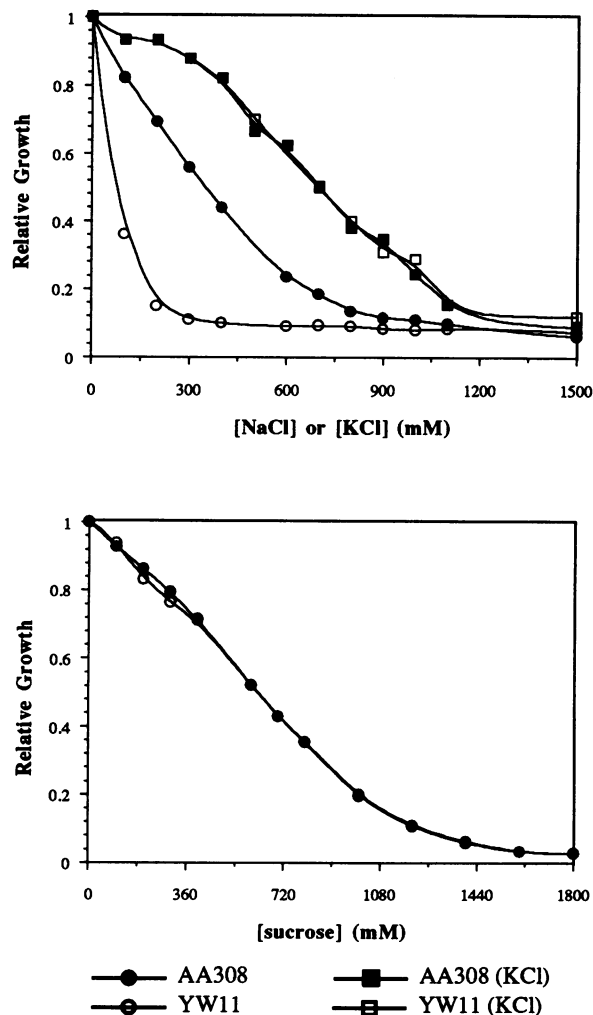 1
0.8
0.6
0.4
0.2
0
Relative Growth
0 300 600 900 1200 1500
[NaCl] or [KCl] (mM)
1
0.8
0.6
0.4
0.2
0
Relative Growth
0 360 720 1080 1440 1800
[sucrose] (mM)
AA308 AA308 (KCl)
YW11 YW11 (KCl)